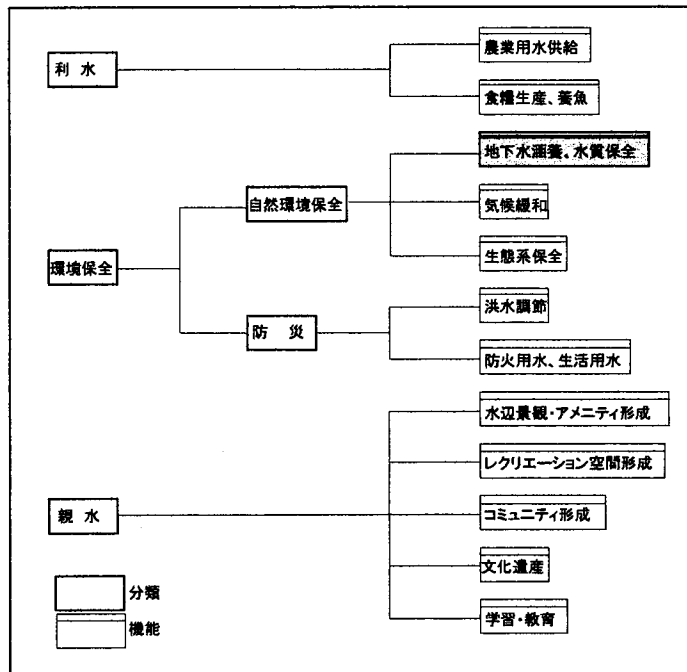 農業用水供給
利水
食糧生産、養魚
地下水涵養、水質保全
自然環境保全
気候緩和
環境保全
生態系保全
洪水調節
防災
防火用水、生活用水
水辺景観・アメニティ形成
レクリエーション空間形成
親水
コミュニティ形成
文化遺産
分類
機能
学習・教育